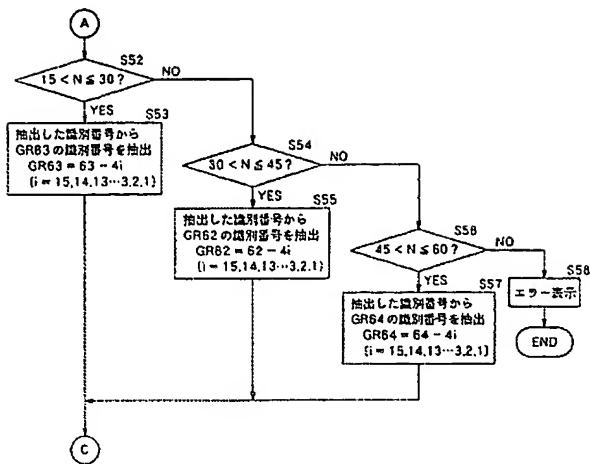 A
S52
15 < N ≦ 30 ?
NO
YES
S53
抽出した識別番号から
GR63の識別番号を抽出
GR63 = 63 − 4i
(i = 15,14,13…3,2,1)
S54
30 < N ≦ 45 ?
NO
YES
S55
抽出した識別番号から
GR62の識別番号を抽出
GR62 = 62 − 4i
(i = 15,14,13…3,2,1)
S56
45 < N ≦ 60 ?
NO
YES
S57
抽出した識別番号から
GR64の識別番号を抽出
GR64 = 64 − 4i
(i = 15,14,13…3,2,1)
S58
エラー表示
END
C